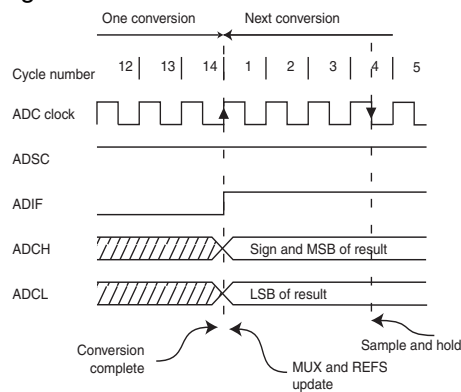 One conversion Next conversion
Cycle number 12 13 14 1 2 3 4 5
ADC clock
ADSC
ADIF
ADCH Sign and MSB of result
ADCL LSB of result
Sample and hold
Conversion
complete
MUX and REFS
update